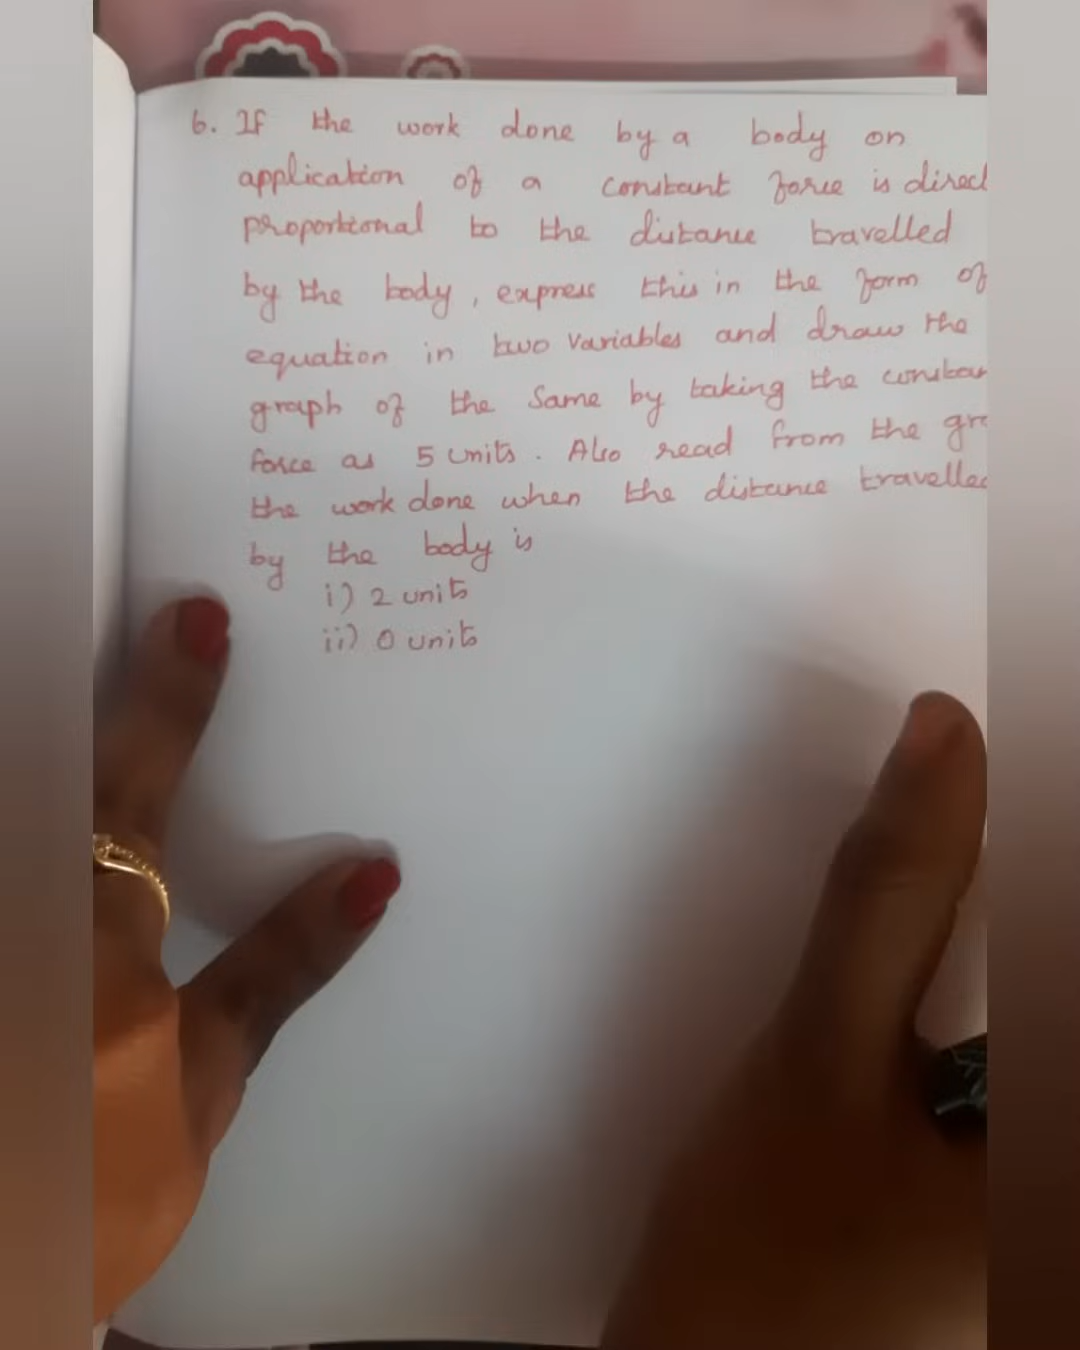 6. If the work done by a body on
application of a constant force is direct
proportional to the distance travelled
by the body, express this in the form of
equation in two variables and draw the
graph of the same by taking the constan
force as 5 units. Also read from the gra
the work done when the distance travelled
by the body is
i) 2 units
ii) 0 units